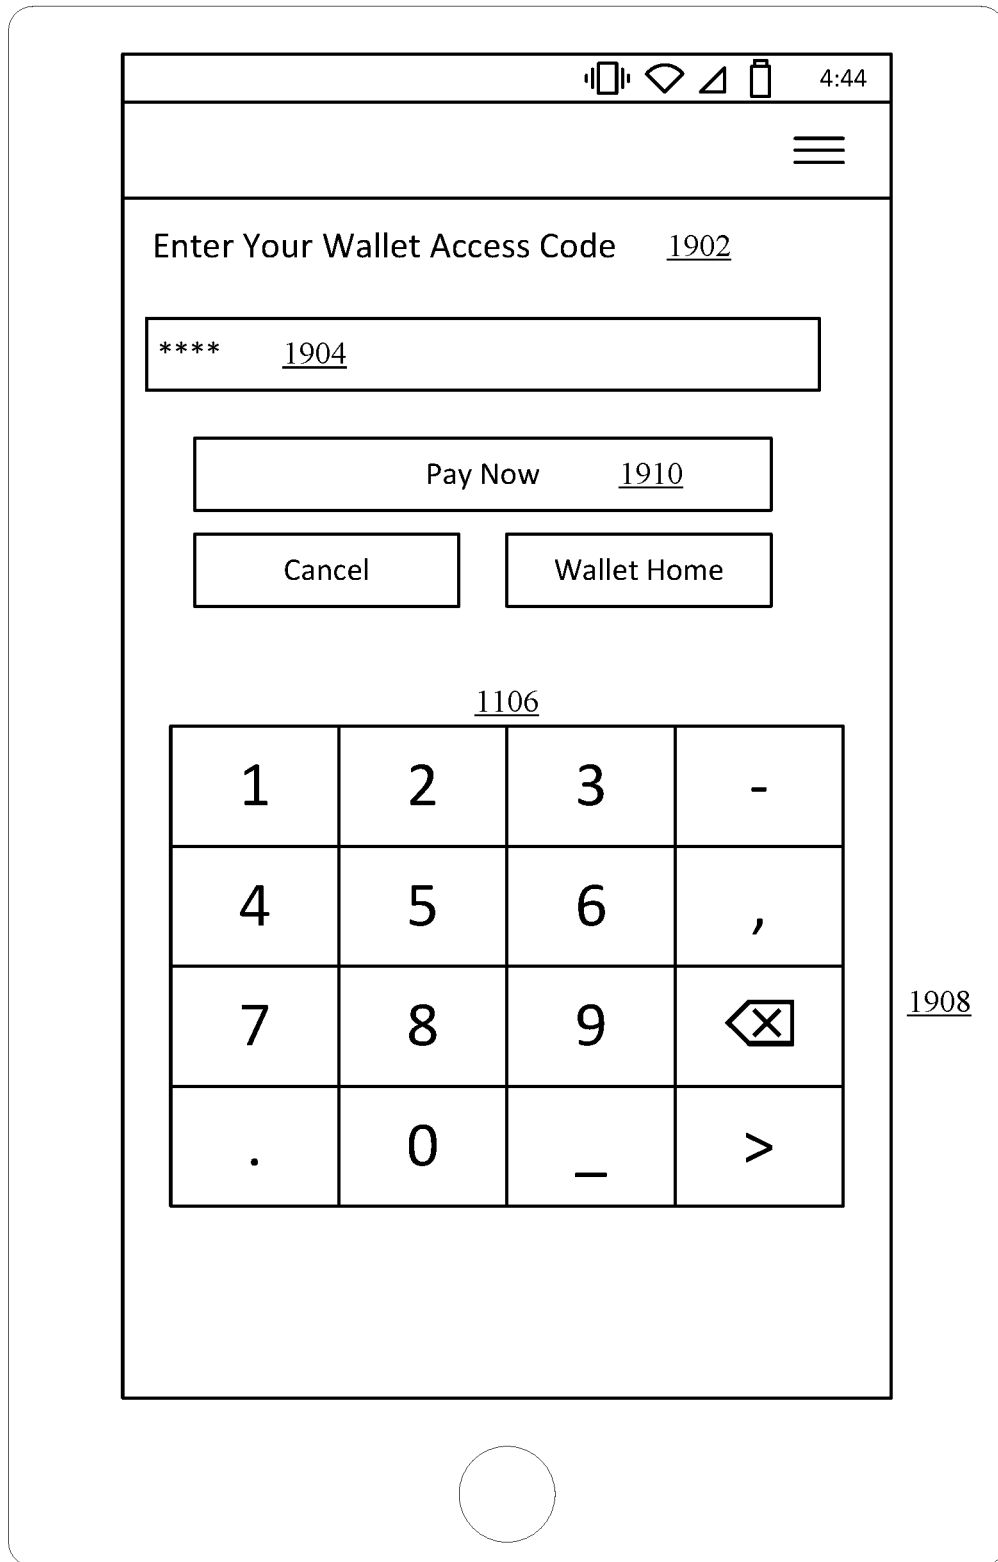 4:44
Enter Your Wallet Access Code 1902
**** 1904
Pay Now 1910
Cancel Wallet Home
1106
1 2 3 -
4 5 6 ,
7 8 9
1908
. 0 _ >